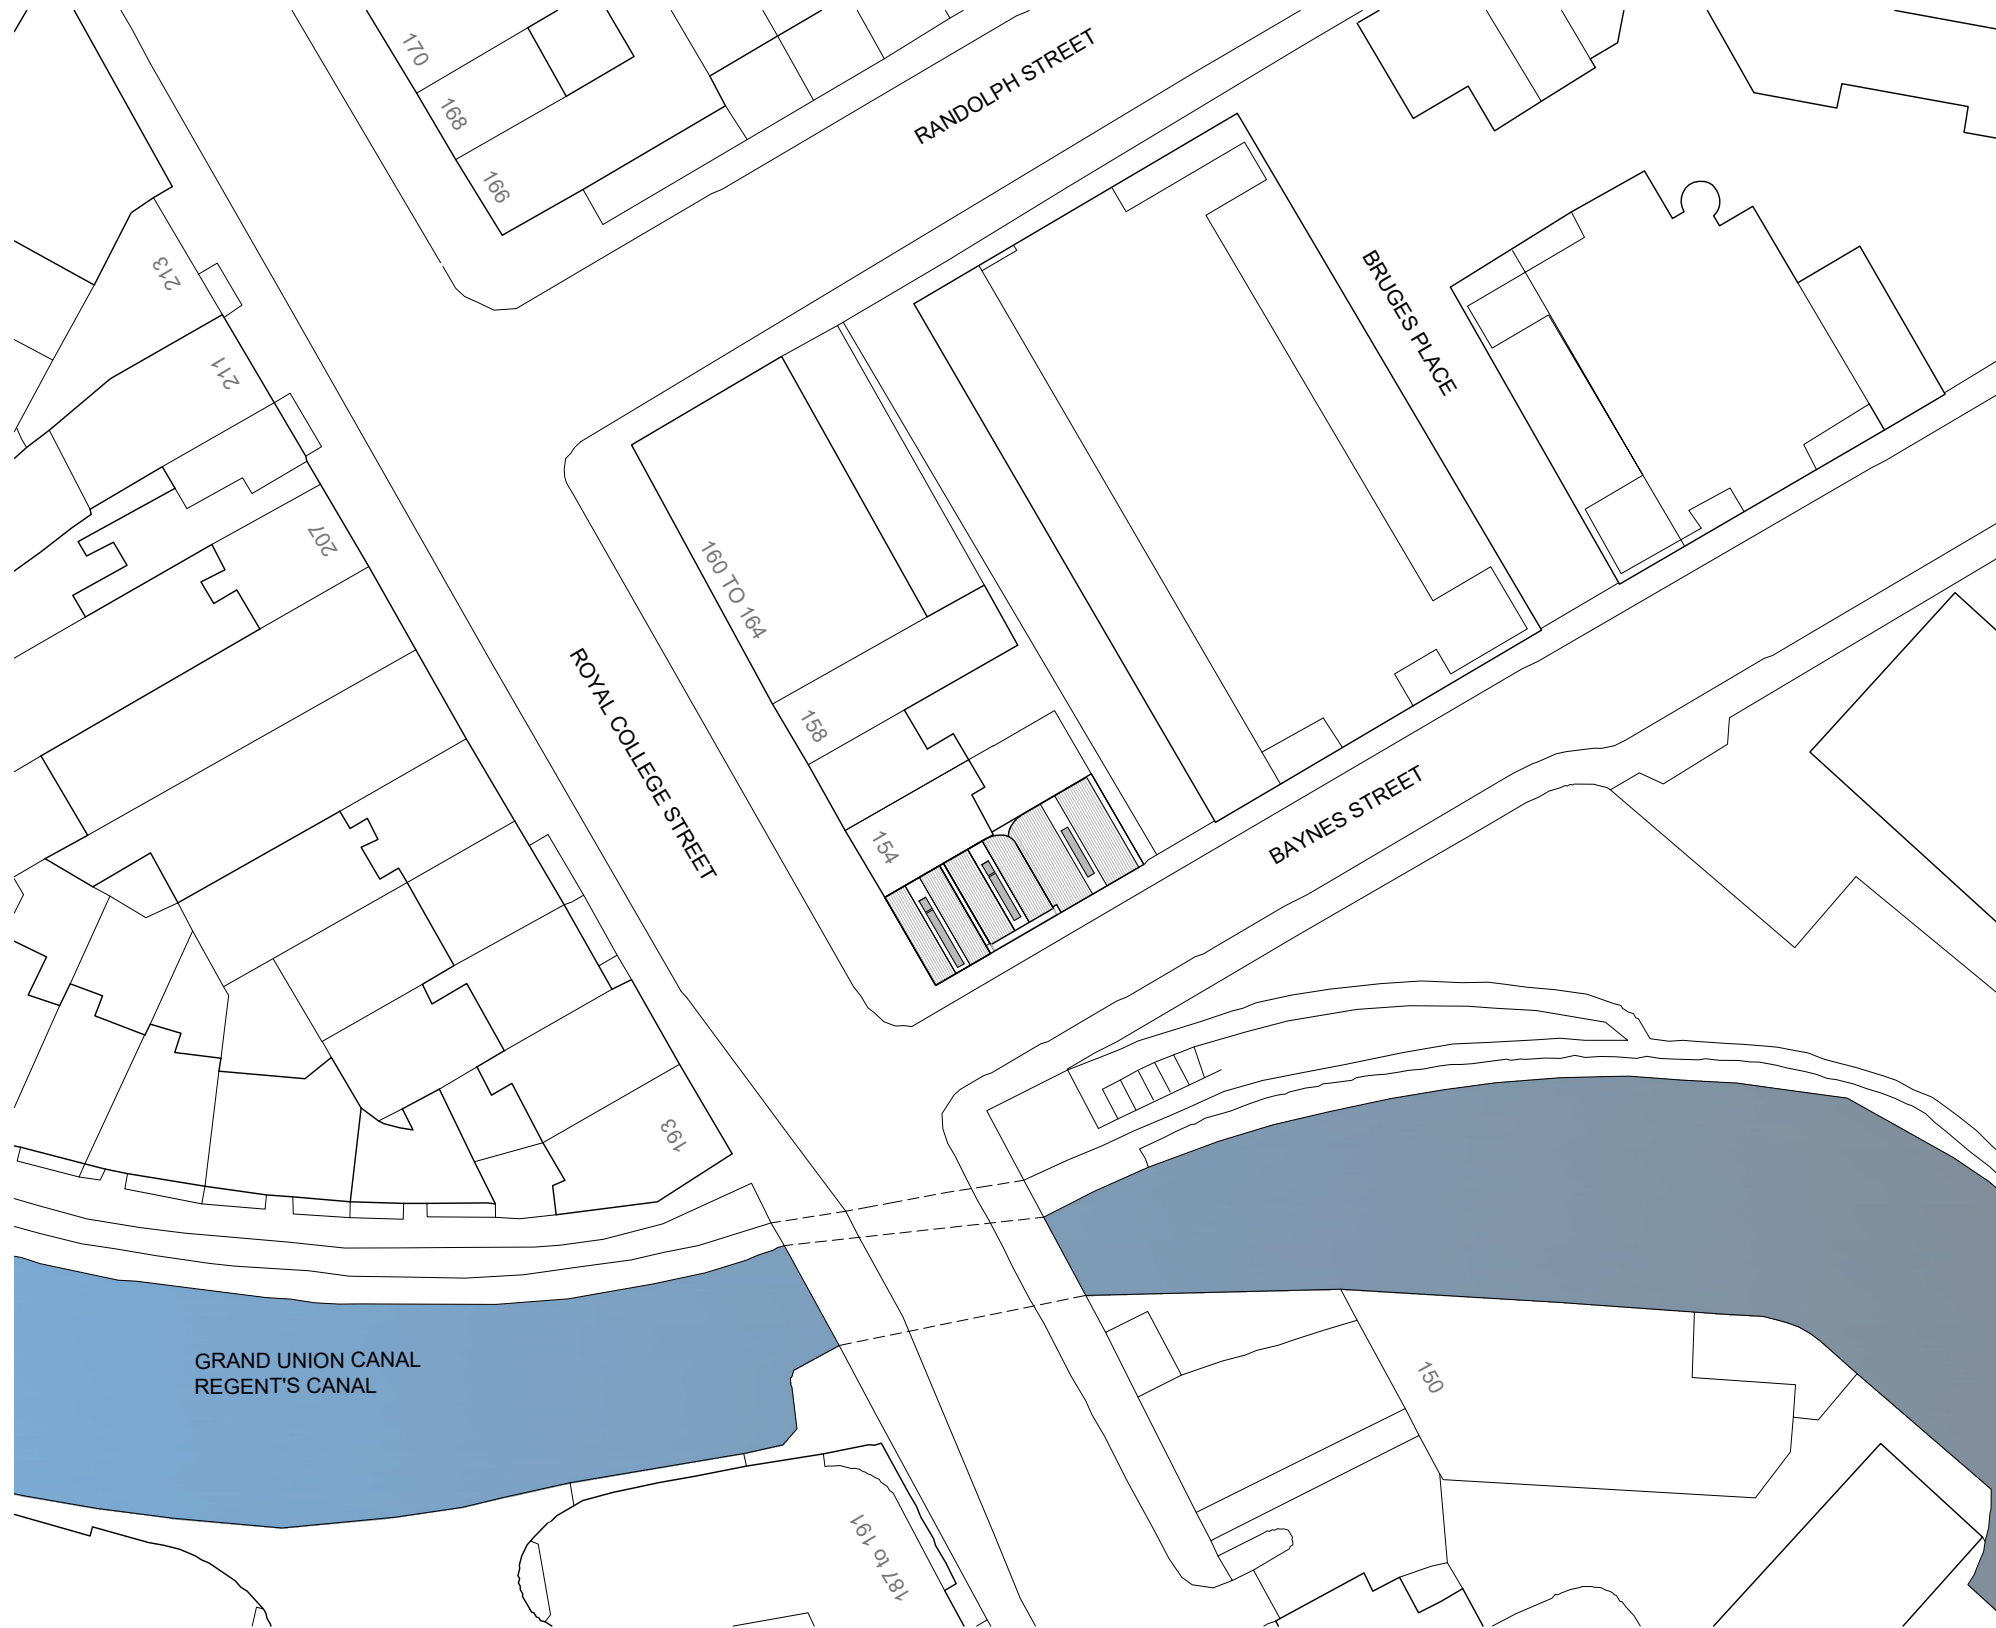 170
168
166
RANDOLPH STREET
213
211
207
BRUGES PLACE
160 TO 164
158
154
ROYAL COLLEGE STREET
BAYNES STREET
193
GRAND UNION CANAL
REGENT'S CANAL
150
187 to 191